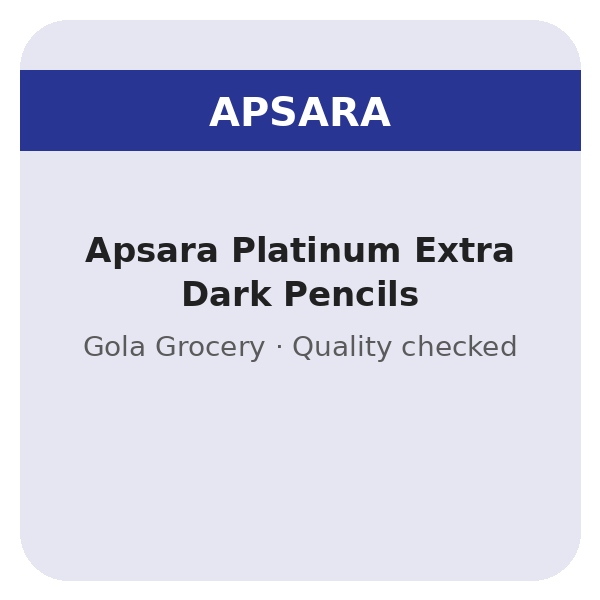 APSARA
Apsara Platinum Extra
Dark Pencils
Gola Grocery · Quality checked